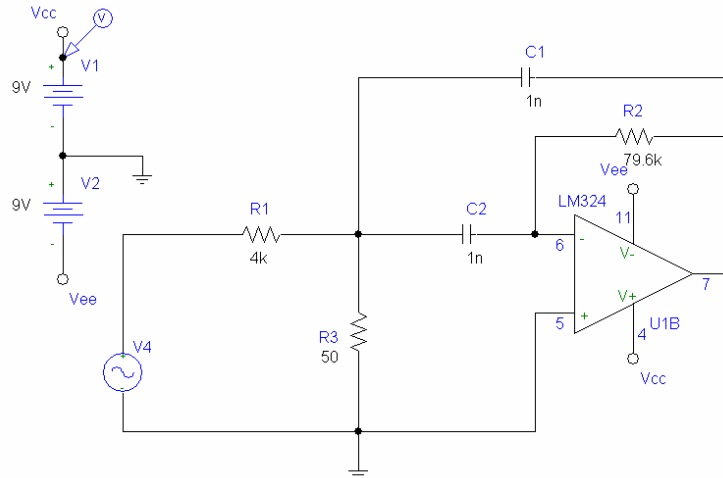 Vcc
V
C1
+
V1
9V
1n
R2
-
79.6k
Vee
+
V2
LM324
9V
R1
C2
11
6
-
V-
-
4k
1n
7
Vee
V+
5
+
U1B
R3
4
50
V4
+
Vcc
-